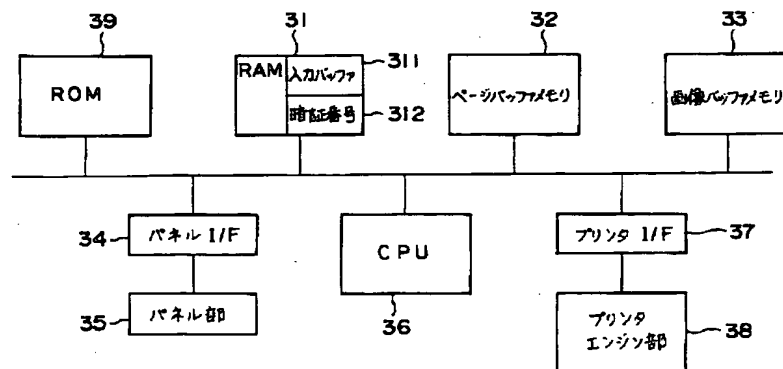 39
31
311
32
33
ROM
RAM
入力バッファ
暗証番号
312
ページバッファメモリ
画像バッファメモリ
34
パネル I/F
CPU
プリンタ I/F
37
35
パネル部
36
プリンタ
エンジン部
38